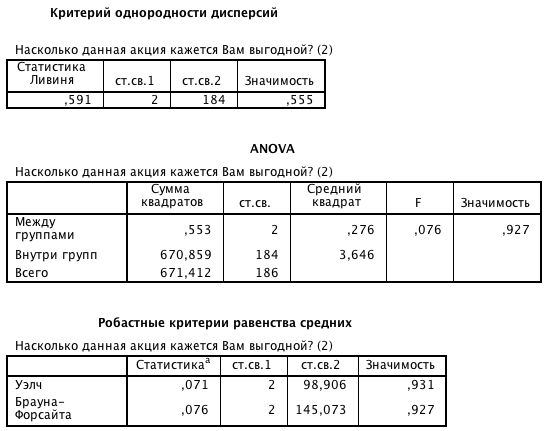 Критерий однородности дисперсий
Насколько данная акция кажется Вам выгодной? (2)
Статистика Ливиня ст.св.1 ст.св.2 Значимость
,591 2 184 ,555
ANOVA
Насколько данная акция кажется Вам выгодной? (2)
Сумма квадратов ст.св. Средний квадрат F Значимость
Между группами ,553 2 ,276 ,076 ,927
Внутри групп 670,859 184 3,646
Всего 671,412 186
Робастные критерии равенства средних
Насколько данная акция кажется Вам выгодной? (2)
Статистикаa ст.св.1 ст.св.2 Значимость
Уэлч ,071 2 98,906 ,931
Брауна-Форсайта ,076 2 145,073 ,927